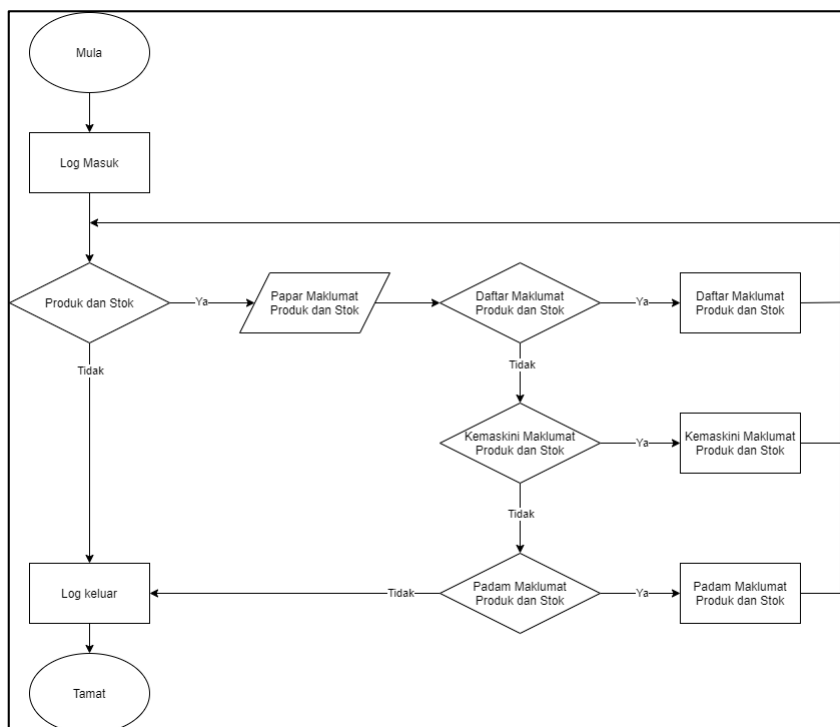 Mula
Log Masuk
Produk dan Stok
Ya
Papar Maklumat
Produk dan Stok
Daftar Maklumat
Produk dan Stok
Ya
Daftar Maklumat
Produk dan Stok
Tidak
Tidak
Kemaskini Maklumat
Produk dan Stok
Ya
Kemaskini Maklumat
Produk dan Stok
Tidak
Log keluar
Tidak
Padam Maklumat
Produk dan Stok
Ya
Padam Maklumat
Produk dan Stok
Tamat